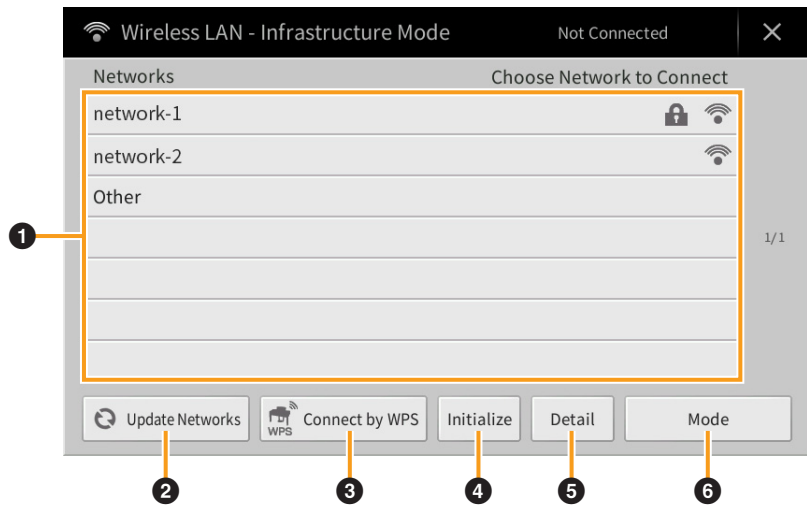 Wireless LAN - Infrastructure Mode Not Connected
Networks Choose Network to Connect
network-1
network-2
Other
1
1/1
Update Networks WPS Connect by WPS Initialize Detail Mode
2 3 4 5 6